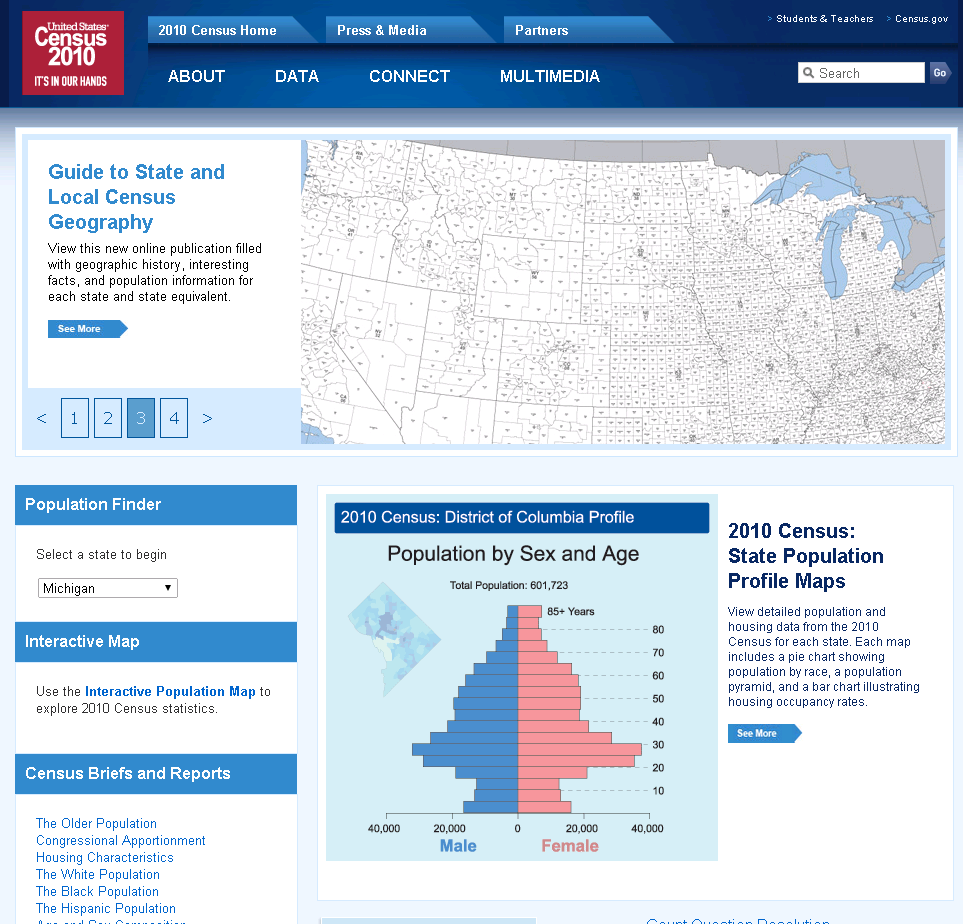 United States
Census
2010
IT'S IN OUR HANDS
2010 Census Home
Press & Media
Partners
> Students & Teachers
> Census.gov
ABOUT
DATA
CONNECT
MULTIMEDIA
Search
Go
Guide to State and
Local Census
Geography
View this new online publication filled
with geographic history, interesting
facts, and population information for
each state and state equivalent.
See More
< 1 2 3 4 >
Population Finder
Select a state to begin
Michigan
Interactive Map
Use the Interactive Population Map to
explore 2010 Census statistics.
Census Briefs and Reports
The Older Population
Congressional Apportionment
Housing Characteristics
The White Population
The Black Population
The Hispanic Population
2010 Census: District of Columbia Profile
Population by Sex and Age
Total Population: 601,723
85+ Years
80
70
60
50
40
30
20
10
40,000 20,000 0 20,000 40,000
Male Female
2010 Census:
State Population
Profile Maps
View detailed population and
housing data from the 2010
Census for each state. Each map
includes a pie chart showing
population by race, a population
pyramid, and a bar chart illustrating
housing occupancy rates.
See More
Count Question Resolution